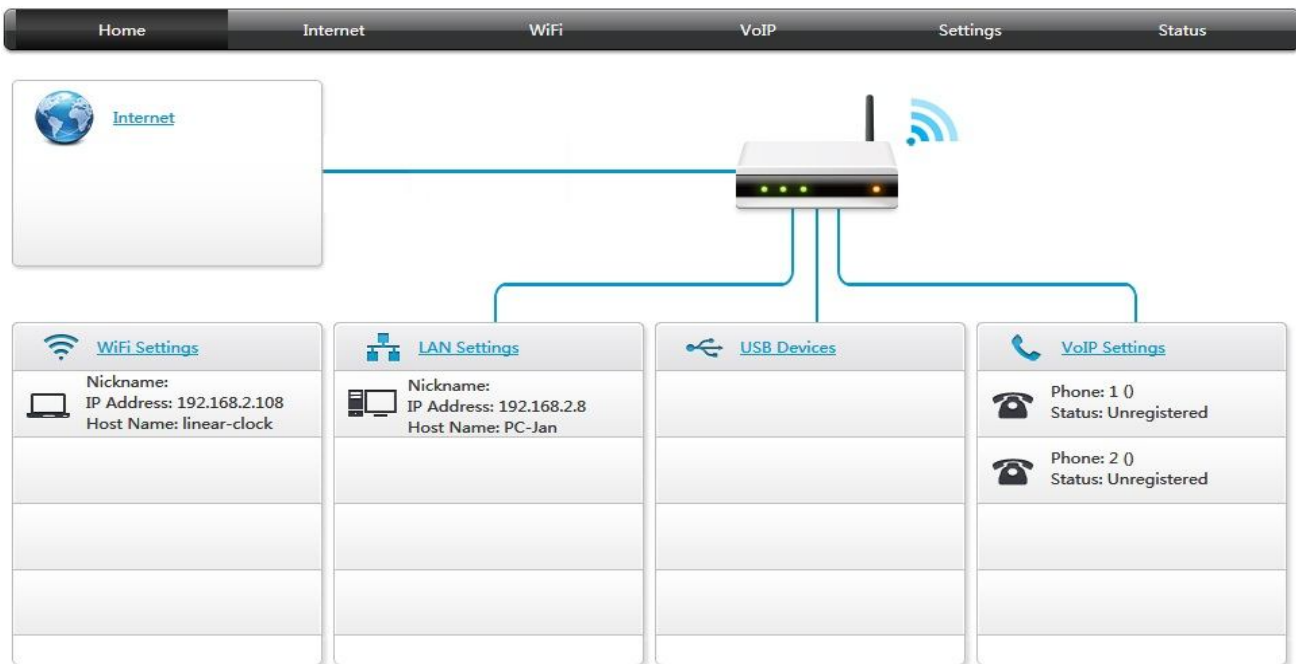 Home
Internet
WiFi
VoIP
Settings
Status
Internet
WiFi Settings
Nickname:
IP Address: 192.168.2.108
Host Name: linear-clock
LAN Settings
Nickname:
IP Address: 192.168.2.8
Host Name: PC-Jan
USB Devices
VoIP Settings
Phone: 1 ()
Status: Unregistered
Phone: 2 ()
Status: Unregistered